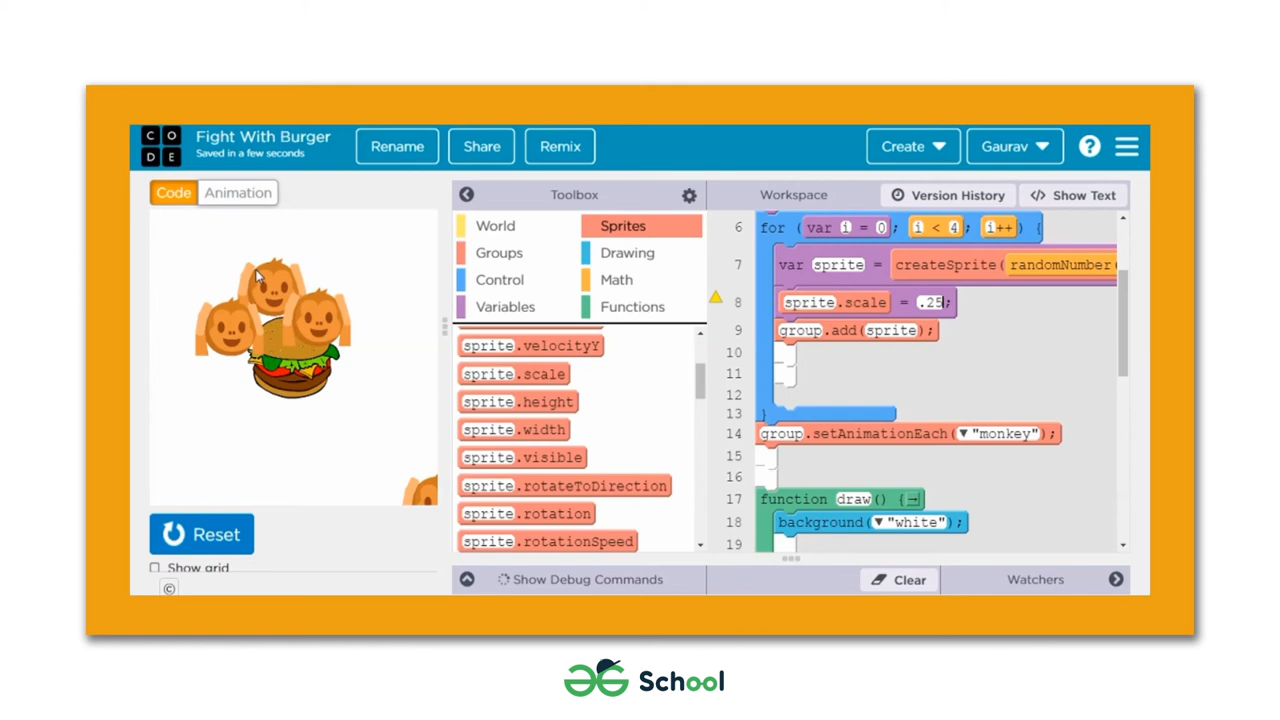 CO
DE
Fight With Burger
Saved in a few seconds
Rename
Share
Remix
Create
Gaurav
?
Code
Animation
Toolbox
Workspace
Version History
</> Show Text
World
Sprites
Groups
Drawing
Control
Math
Variables
Functions
sprite.velocityY
sprite.scale
sprite.height
sprite.width
sprite.visible
sprite.rotateToDirection
sprite.rotation
sprite.rotationSpeed
6 for (var i = 0; i < 4; i++) {
7 var sprite = createSprite(randomNumber(
8 sprite.scale = .25;
9 group.add(sprite);
10
11
12
13 }
14 group.setAnimationEach("monkey");
15
16
17 function draw() {
18 background("white");
19
Reset
Show grid
©
Show Debug Commands
Clear
Watchers
School